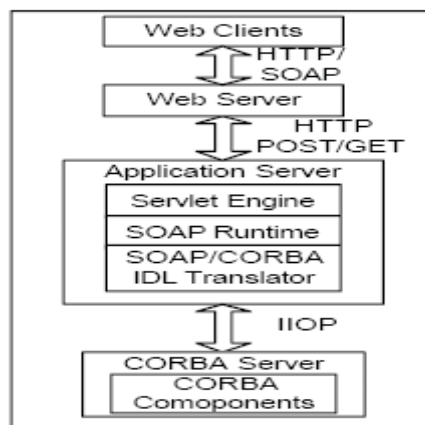 Web Clients
HTTP/
SOAP
Web Server
HTTP
POST/GET
Application Server
Servlet Engine
SOAP Runtime
SOAP/CORBA
IDL Translator
IIOP
CORBA Server
CORBA
Comoponents